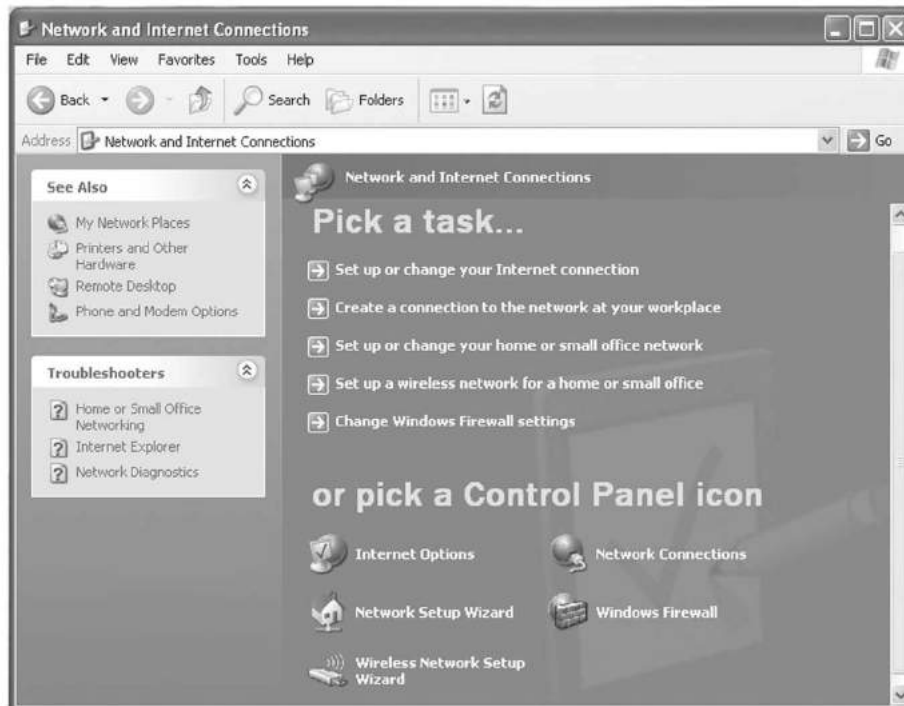 Network and Internet Connections
File Edit View Favorites Tools Help
Back Search Folders
Address Network and Internet Connections Go
See Also
My Network Places
Printers and Other
Hardware
Remote Desktop
Phone and Modem Options
Troubleshooters
Home or Small Office
Networking
Internet Explorer
Network Diagnostics
Network and Internet Connections
Pick a task...
Set up or change your Internet connection
Create a connection to the network at your workplace
Set up or change your home or small office network
Set up a wireless network for a home or small office
Change Windows Firewall settings
or pick a Control Panel icon
Internet Options Network Connections
Network Setup Wizard Windows Firewall
Wireless Network Setup
Wizard